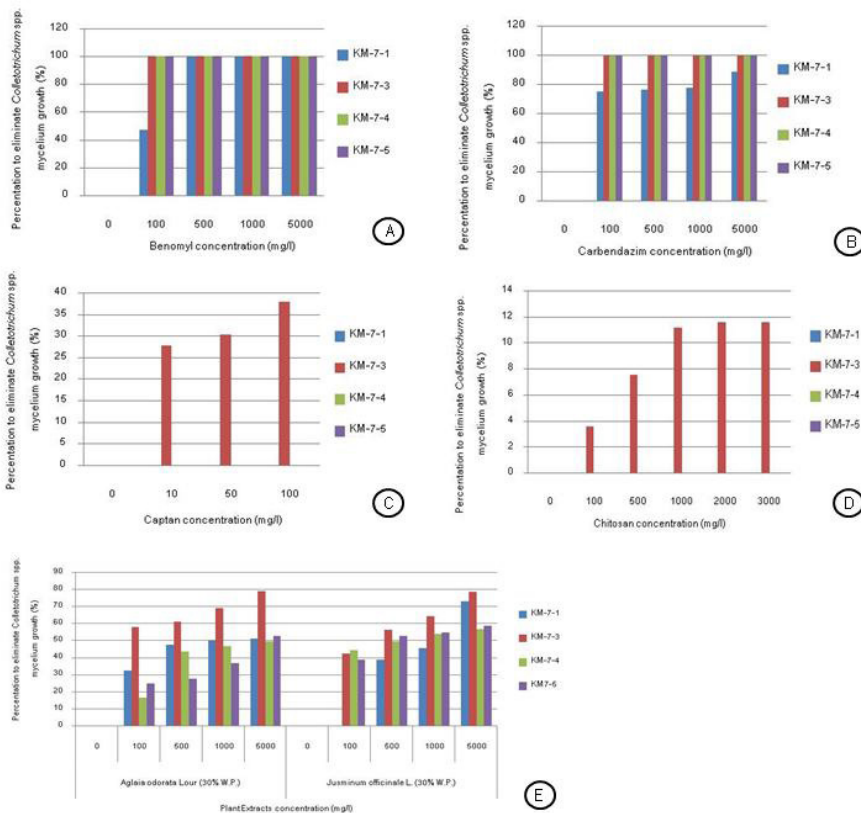 Percentation to eliminate Colletotrichum spp.
mycelium growth (%)
120
100
80
60
40
20
0
0 100 500 1000 5000
Benomyl concentration (mg/l)
KM-7-1
KM-7-3
KM-7-4
KM-7-5
A
Percentation to eliminate Colletotrichum spp.
mycelium growth (%)
120
100
80
60
40
20
0
0 100 500 1000 5000
Carbendazim concentration (mg/l)
KM-7-1
KM-7-3
KM-7-4
KM-7-5
B
Percentation to eliminate Colletotrichum spp.
mycelium growth (%)
40
35
30
25
20
15
10
5
0
0 10 50 100
Captan concentration (mg/l)
KM-7-1
KM-7-3
KM-7-4
KM-7-5
C
Percentation to eliminate Colletotrichum spp.
mycelium growth (%)
14
12
10
8
6
4
2
0
0 100 500 1000 2000 3000
Chitosan concentration (mg/l)
KM-7-1
KM-7-3
KM-7-4
KM-7-5
D
Percentation to eliminate Colletotrichum spp.
mycelium growth (%)
90
80
70
60
50
40
30
20
10
0
0 100 500 1000 5000 0 100 500 1000 5000
Aglaia odorata Lour (30% W.P.) Jusminum officinale L. (30% W.P.)
Plant Extracts concentration (mg/l)
KM-7-1
KM-7-3
KM-7-4
KM7-5
E